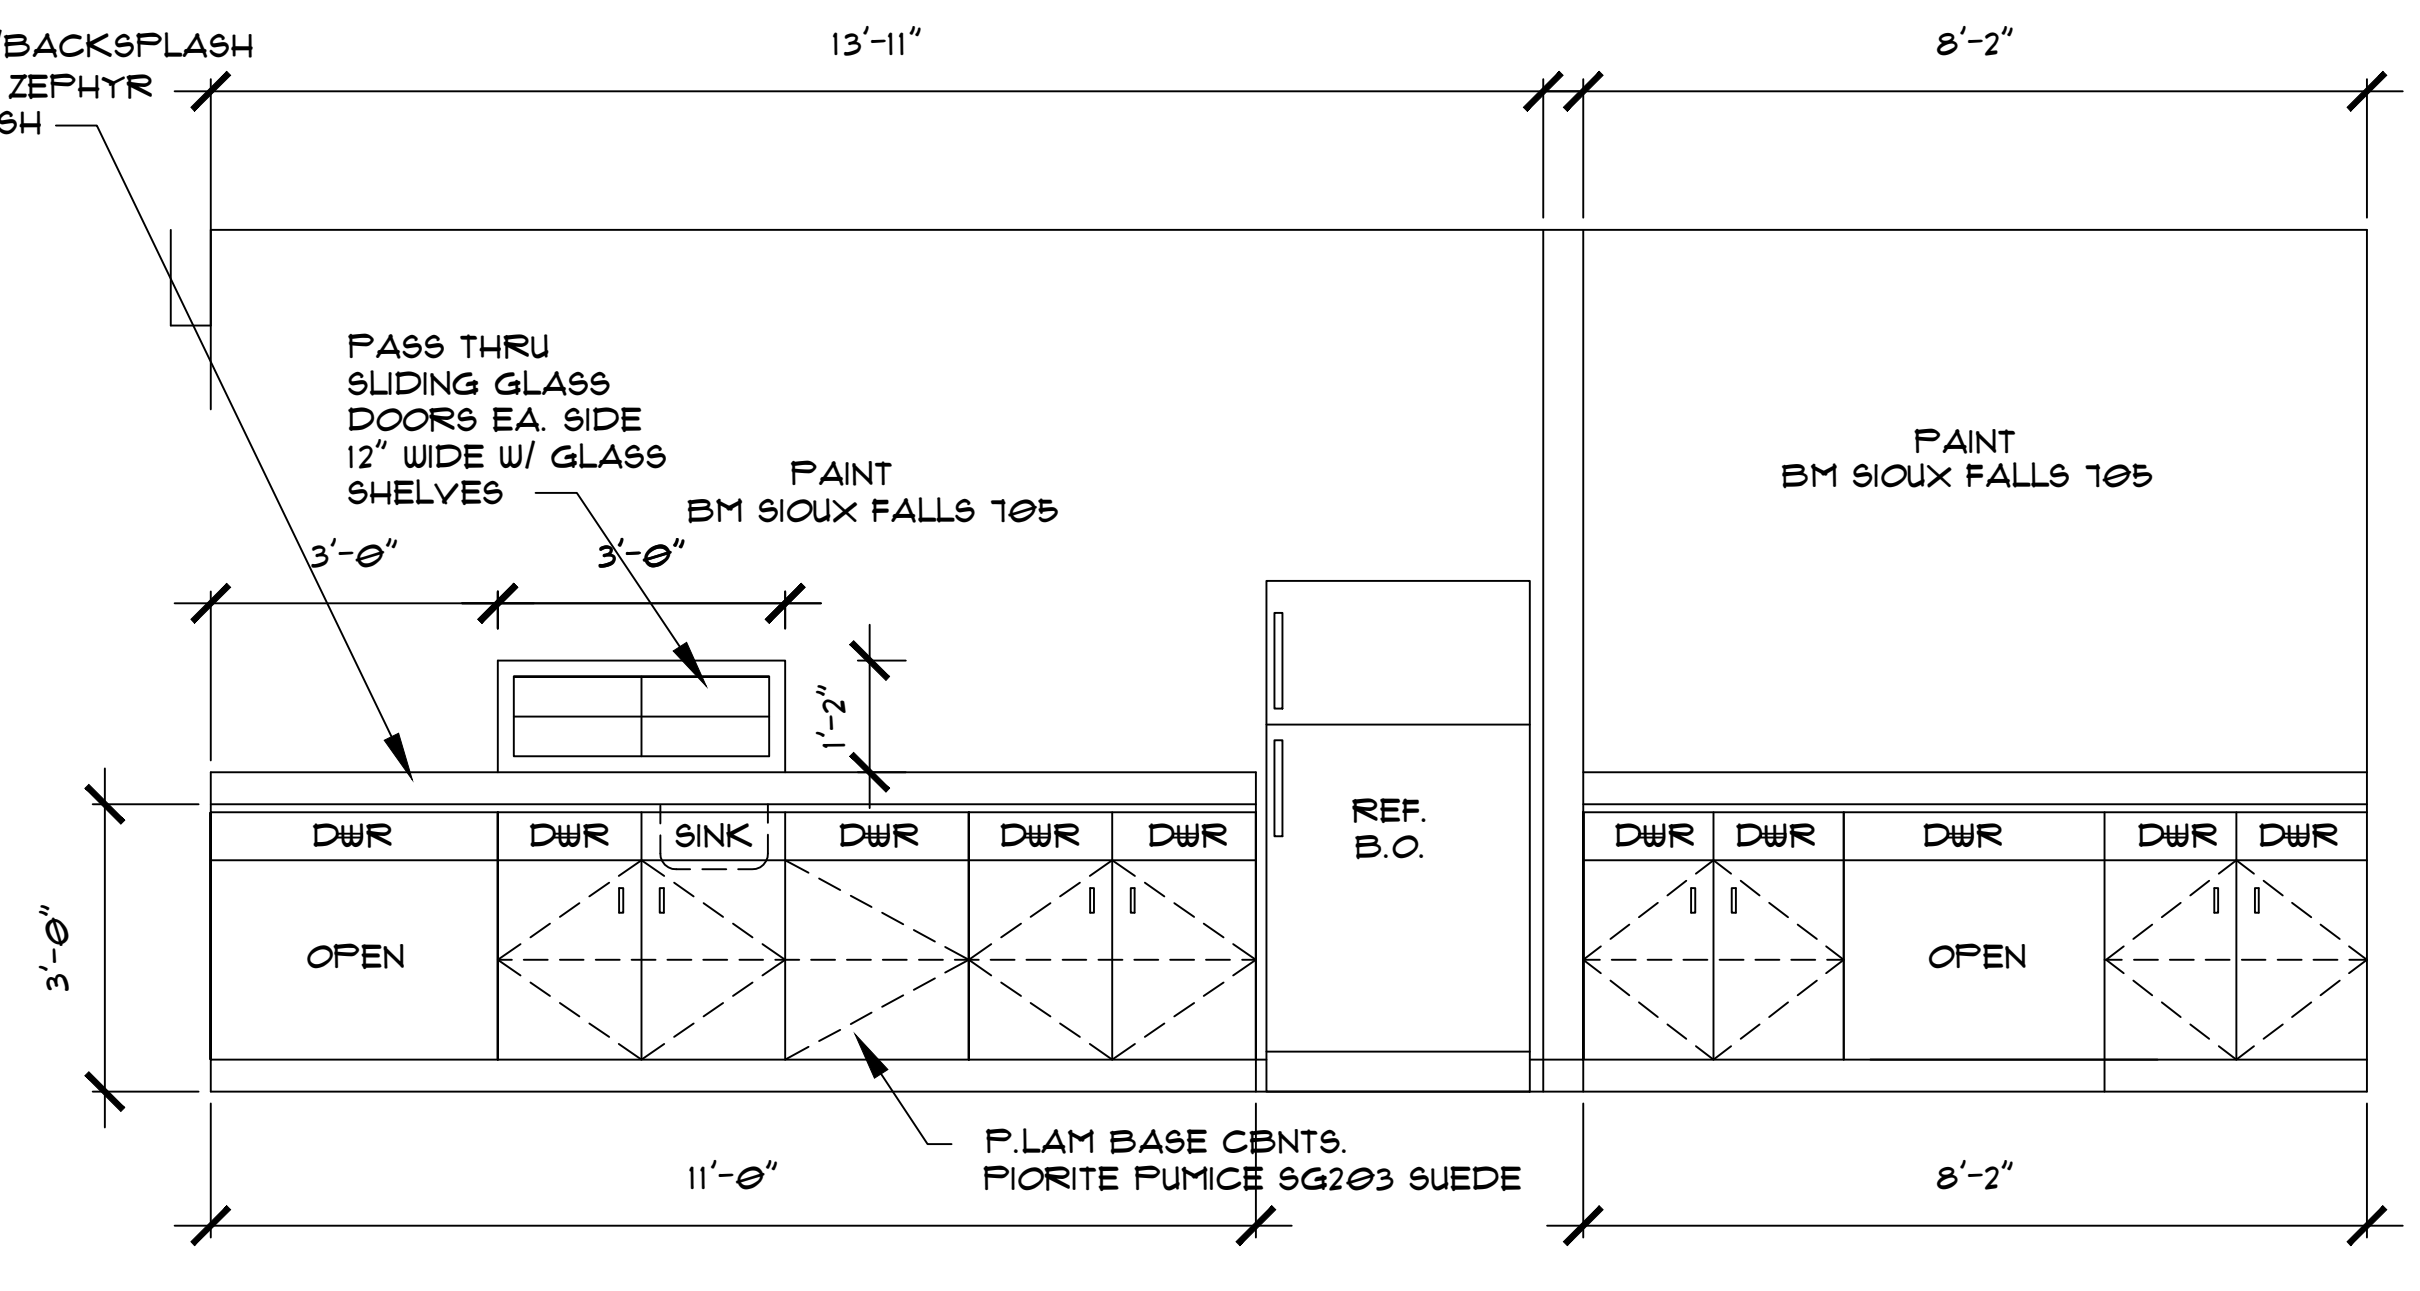 BACKSPLASH
ZEPHYR
SH
13'-11"
8'-2"
PASS THRU
SLIDING GLASS
DOORS EA. SIDE
12" WIDE W/ GLASS
SHELVES
PAINT
BM SIOUX FALLS 705
PAINT
BM SIOUX FALLS 705
3'-0"
3'-0"
1'-2"
REF.
B.O.
DWR
DWR
SINK
DWR
DWR
DWR
DWR
DWR
DWR
DWR
DWR
OPEN
OPEN
3'-0"
P.LAM BASE CBNTS.
PIORITE PUMICE SG203 SUEDE
11'-0"
8'-2"